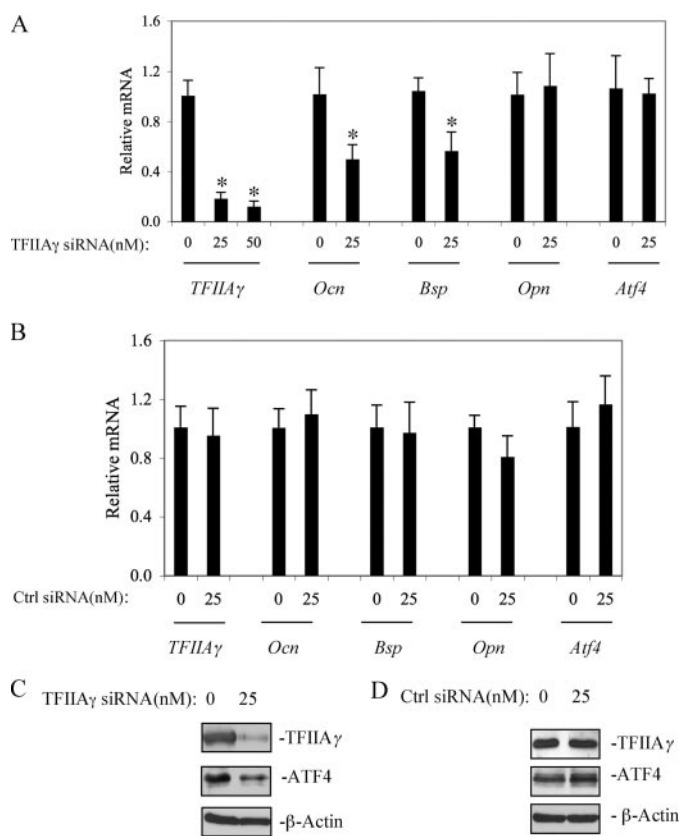 A
Relative mRNA
1.6
1.2
0.8
0.4
0.0
* * * *
TFIIAγ siRNA(nM): 0 25 50 0 25 0 25 0 25 0 25
TFIIAγ Ocn Bsp Opn Atf4
B
Relative mRNA
1.6
1.2
0.8
0.4
0.0
Ctrl siRNA(nM): 0 25 0 25 0 25 0 25 0 25
TFIIAγ Ocn Bsp Opn Atf4
C TFIIAγ siRNA(nM): 0 25
-TFIIAγ
-ATF4
-β-Actin
D Ctrl siRNA(nM): 0 25
-TFIIAγ
-ATF4
- β-Actin